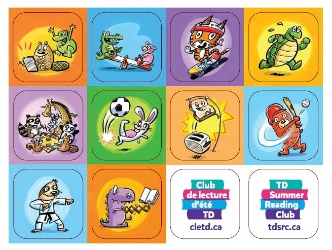 Club
de lecture
d'été
TD
cletd.ca
TD
Summer
Reading
Club
tdsrc.ca